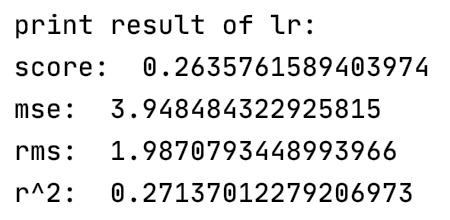 print result of lr:
score:  0.2635761589403974
mse:  3.948484322925815
rms:  1.9870793448993966
r^2:  0.27137012279206973